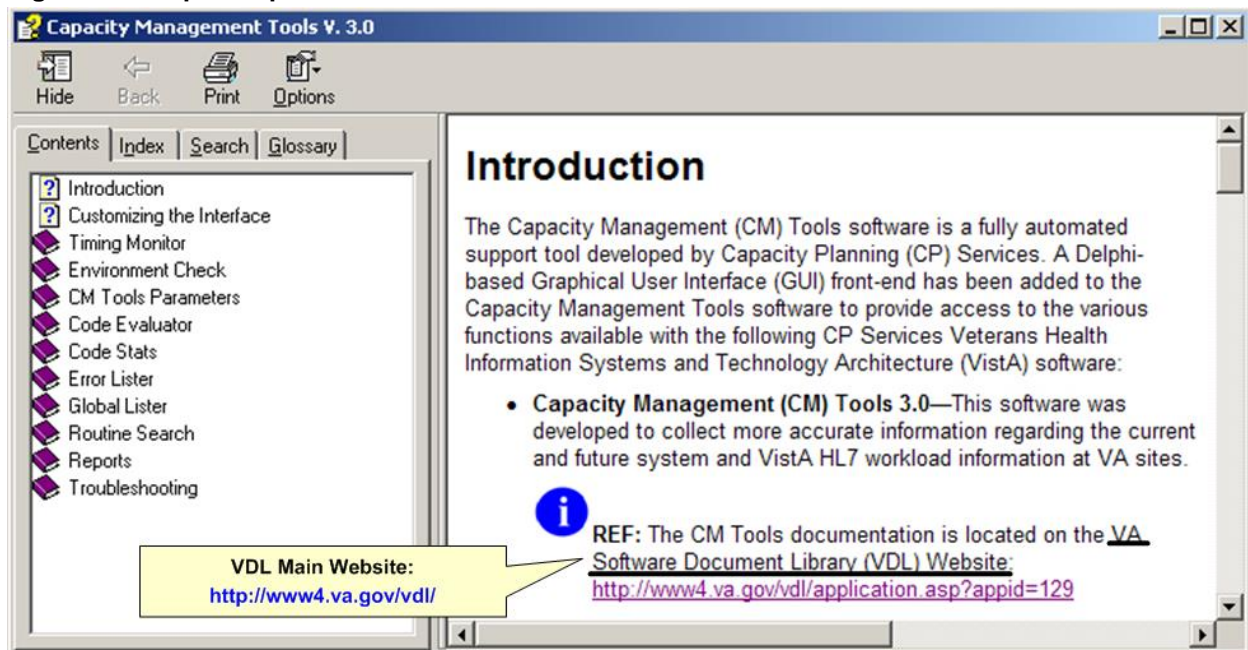 Capacity Management Tools V. 3.0
Hide Back Print Options
Contents Index Search Glossary
Introduction
Customizing the Interface
Timing Monitor
Environment Check
CM Tools Parameters
Code Evaluator
Code Stats
Error Lister
Global Lister
Routine Search
Reports
Troubleshooting
VDL Main Website:
http://www4.va.gov/vdl/
Introduction
The Capacity Management (CM) Tools software is a fully automated
support tool developed by Capacity Planning (CP) Services. A Delphi-
based Graphical User Interface (GUI) front-end has been added to the
Capacity Management Tools software to provide access to the various
functions available with the following CP Services Veterans Health
Information Systems and Technology Architecture (VistA) software:
• Capacity Management (CM) Tools 3.0—This software was
developed to collect more accurate information regarding the current
and future system and VistA HL7 workload information at VA sites.
REF: The CM Tools documentation is located on the VA
Software Document Library (VDL) Website:
http://www4.va.gov/vdl/application.asp?appid=129